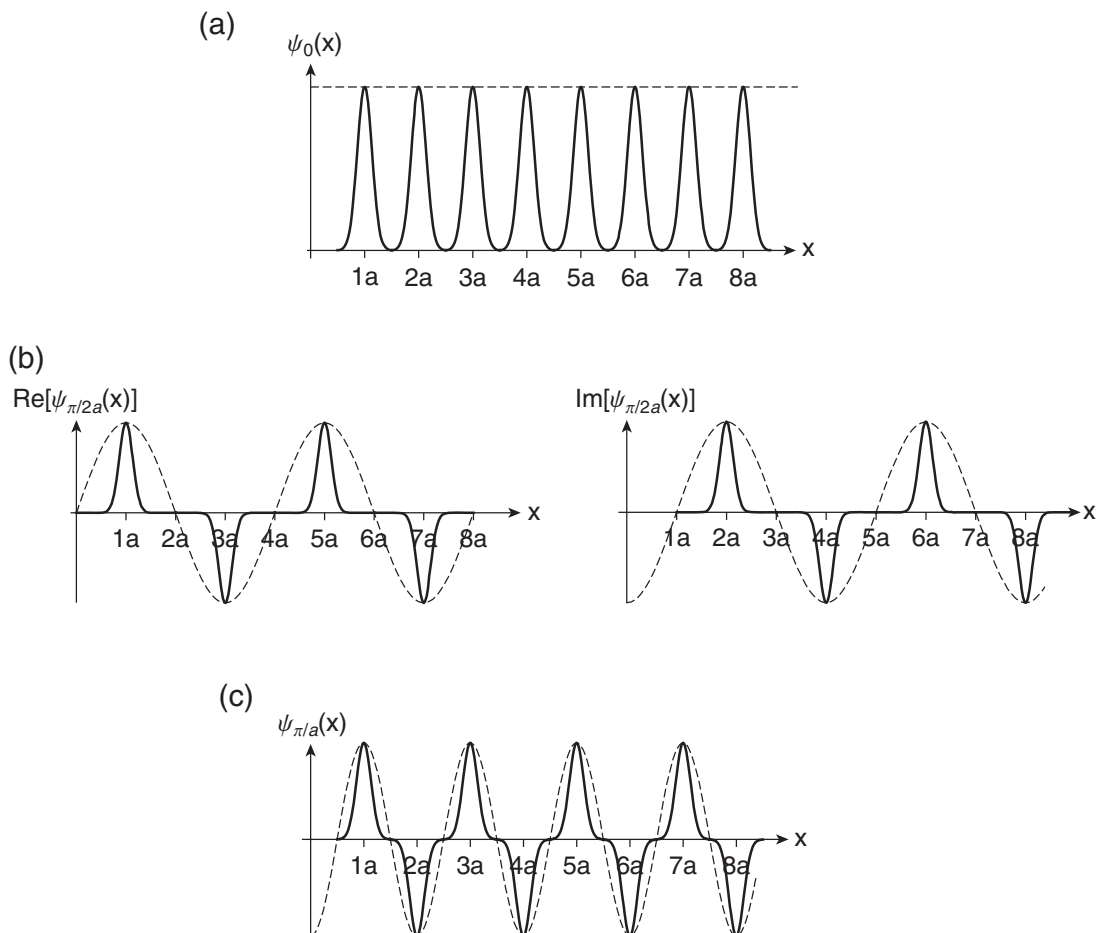 (a)
ψ₀(x)
x
1a 2a 3a 4a 5a 6a 7a 8a
(b)
Re[ψπ/2a(x)]
x
1a 2a 3a 4a 5a 6a 7a 8a
Im[ψπ/2a(x)]
x
1a 2a 3a 4a 5a 6a 7a 8a
(c)
ψπ/a(x)
x
1a 2a 3a 4a 5a 6a 7a 8a